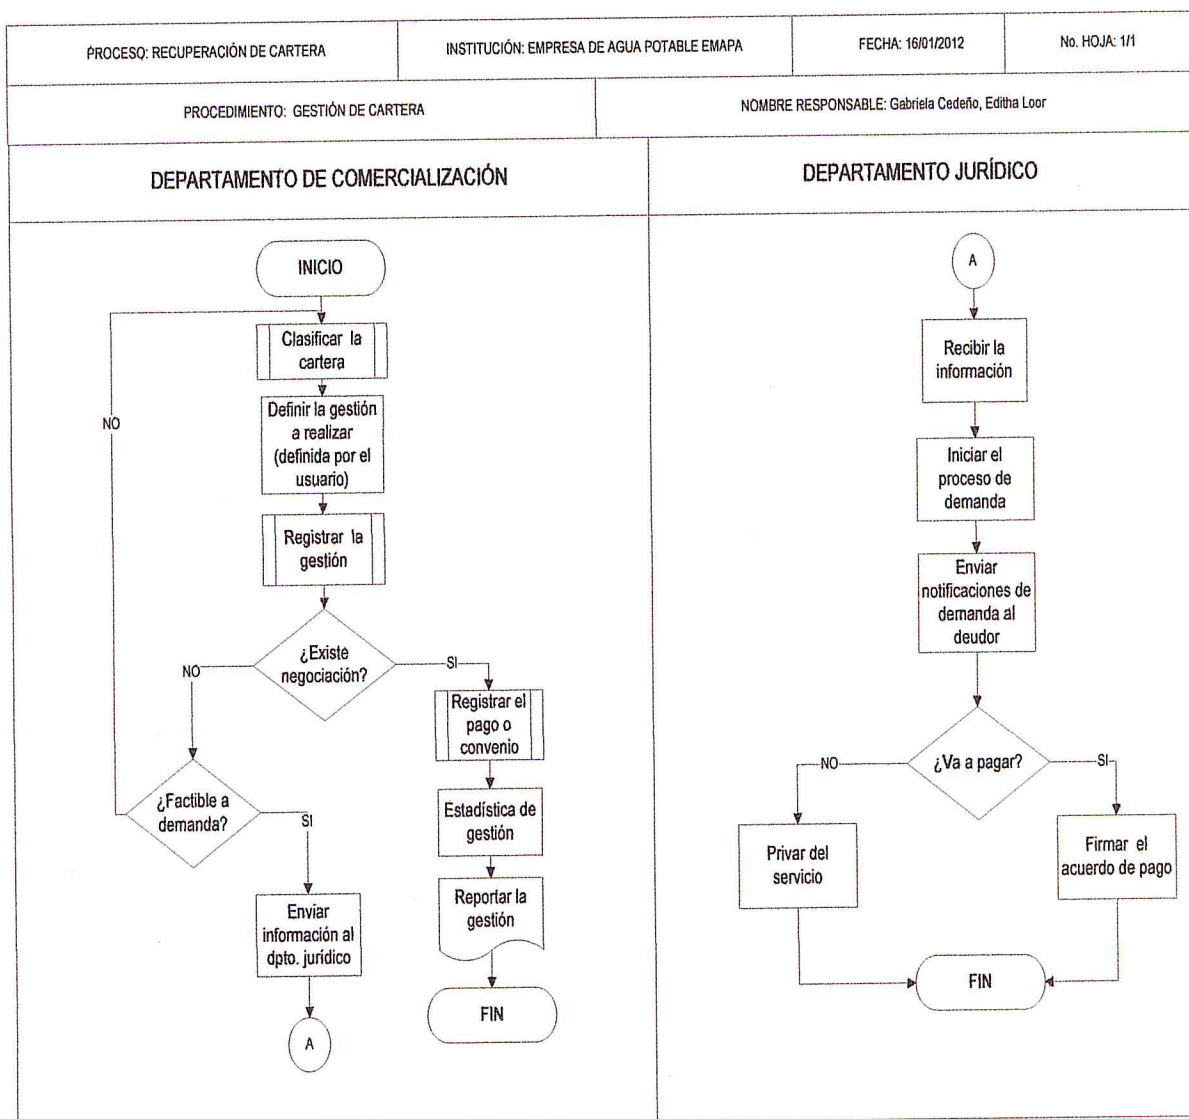 PROCESO: RECUPERACIÓN DE CARTERA
INSTITUCIÓN: EMPRESA DE AGUA POTABLE EMAPA
FECHA: 16/01/2012
No. HOJA: 1/1
PROCEDIMIENTO: GESTIÓN DE CARTERA
NOMBRE RESPONSABLE: Gabriela Cedeño, Editha Loor
DEPARTAMENTO DE COMERCIALIZACIÓN
INICIO
Clasificar la
cartera
Definir la gestión
a realizar
(definida por el
usuario)
Registrar la
gestión
¿Existe
negociación?
NO
SI
NO
¿Factible a
demanda?
SI
Enviar
información al
dpto. jurídico
A
Registrar el
pago o
convenio
Estadística de
gestión
Reportar la
gestión
FIN
DEPARTAMENTO JURÍDICO
A
Recibir la
información
Iniciar el
proceso de
demanda
Enviar
notificaciones de
demanda al
deudor
¿Va a pagar?
NO
SI
Privar del
servicio
Firmar el
acuerdo de pago
FIN